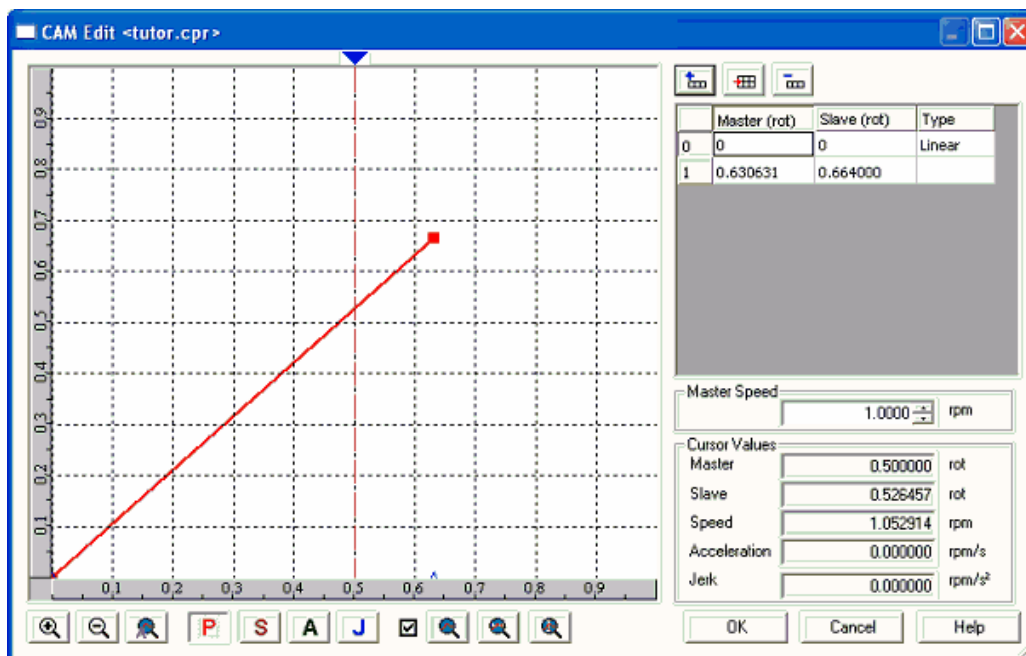 CAM Edit <tutor.cpr>
0,9
0,8
0,7
0,6
0,5
0,4
0,3
0,2
0,1
0,1 0,2 0,3 0,4 0,5 0,6 0,7 0,8 0,9
P S A J
Master (rot) Slave (rot) Type
0 0 0 Linear
1 0.630631 0.664000
Master Speed
1.0000 rpm
Cursor Values
Master 0.500000 rot
Slave 0.526457 rot
Speed 1.052914 rpm
Acceleration 0.000000 rpm/s
Jerk 0.000000 rpm/s²
OK Cancel Help